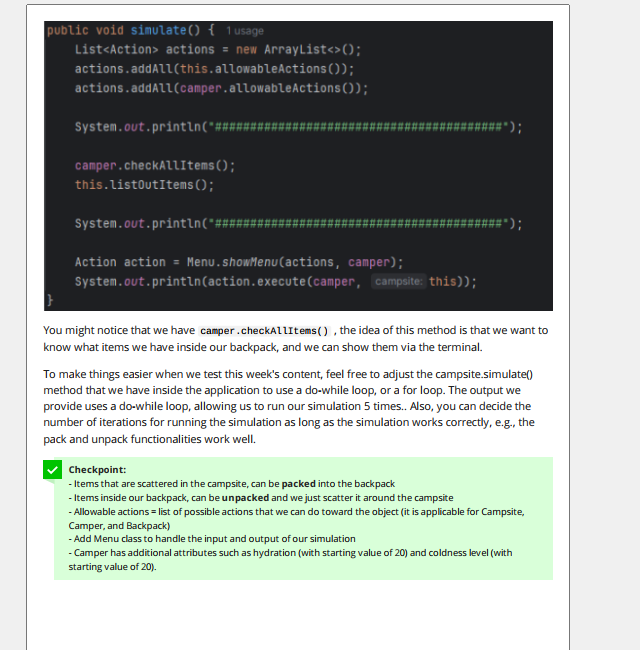 public void simulate() { 1 usage
List<Action> actions = new ArrayList<>();
actions.addAll(this.allowableActions());
actions.addAll(camper.allowableActions());
System.out.println("#########################################");
camper.checkAllItems();
this.listOutItems();
System.out.println("#########################################");
Action action = Menu.showMenu(actions, camper);
System.out.println(action.execute(camper, campsite: this));
}
You might notice that we have camper.checkAllItems() , the idea of this method is that we want to
know what items we have inside our backpack, and we can show them via the terminal.
To make things easier when we test this week's content, feel free to adjust the campsite.simulate()
method that we have inside the application to use a do-while loop, or a for loop. The output we
provide uses a do-while loop, allowing us to run our simulation 5 times.. Also, you can decide the
number of iterations for running the simulation as long as the simulation works correctly, e.g., the
pack and unpack functionalities work well.
Checkpoint:
- Items that are scattered in the campsite, can be packed into the backpack
- Items inside our backpack, can be unpacked and we just scatter it around the campsite
- Allowable actions = list of possible actions that we can do toward the object (it is applicable for Campsite,
Camper, and Backpack)
- Add Menu class to handle the input and output of our simulation
- Camper has additional attributes such as hydration (with starting value of 20) and coldness level (with
starting value of 20).